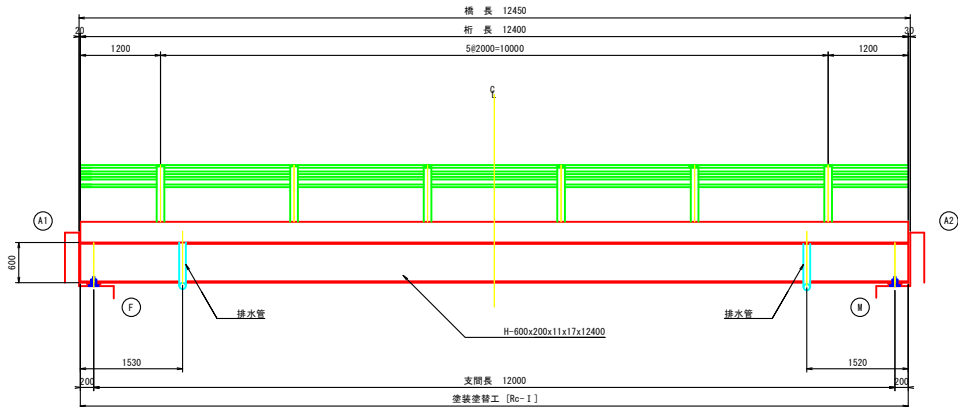 橋 長 12450
20 桁 長 12400 30
1200 5@2000=10000 1200
CL
A1 A2
600
F M
排水管 排水管
H-600x200x11x17x12400
1530 1520
200 支間長 12000 200
塗装塗替工 [Rc-Ⅰ]